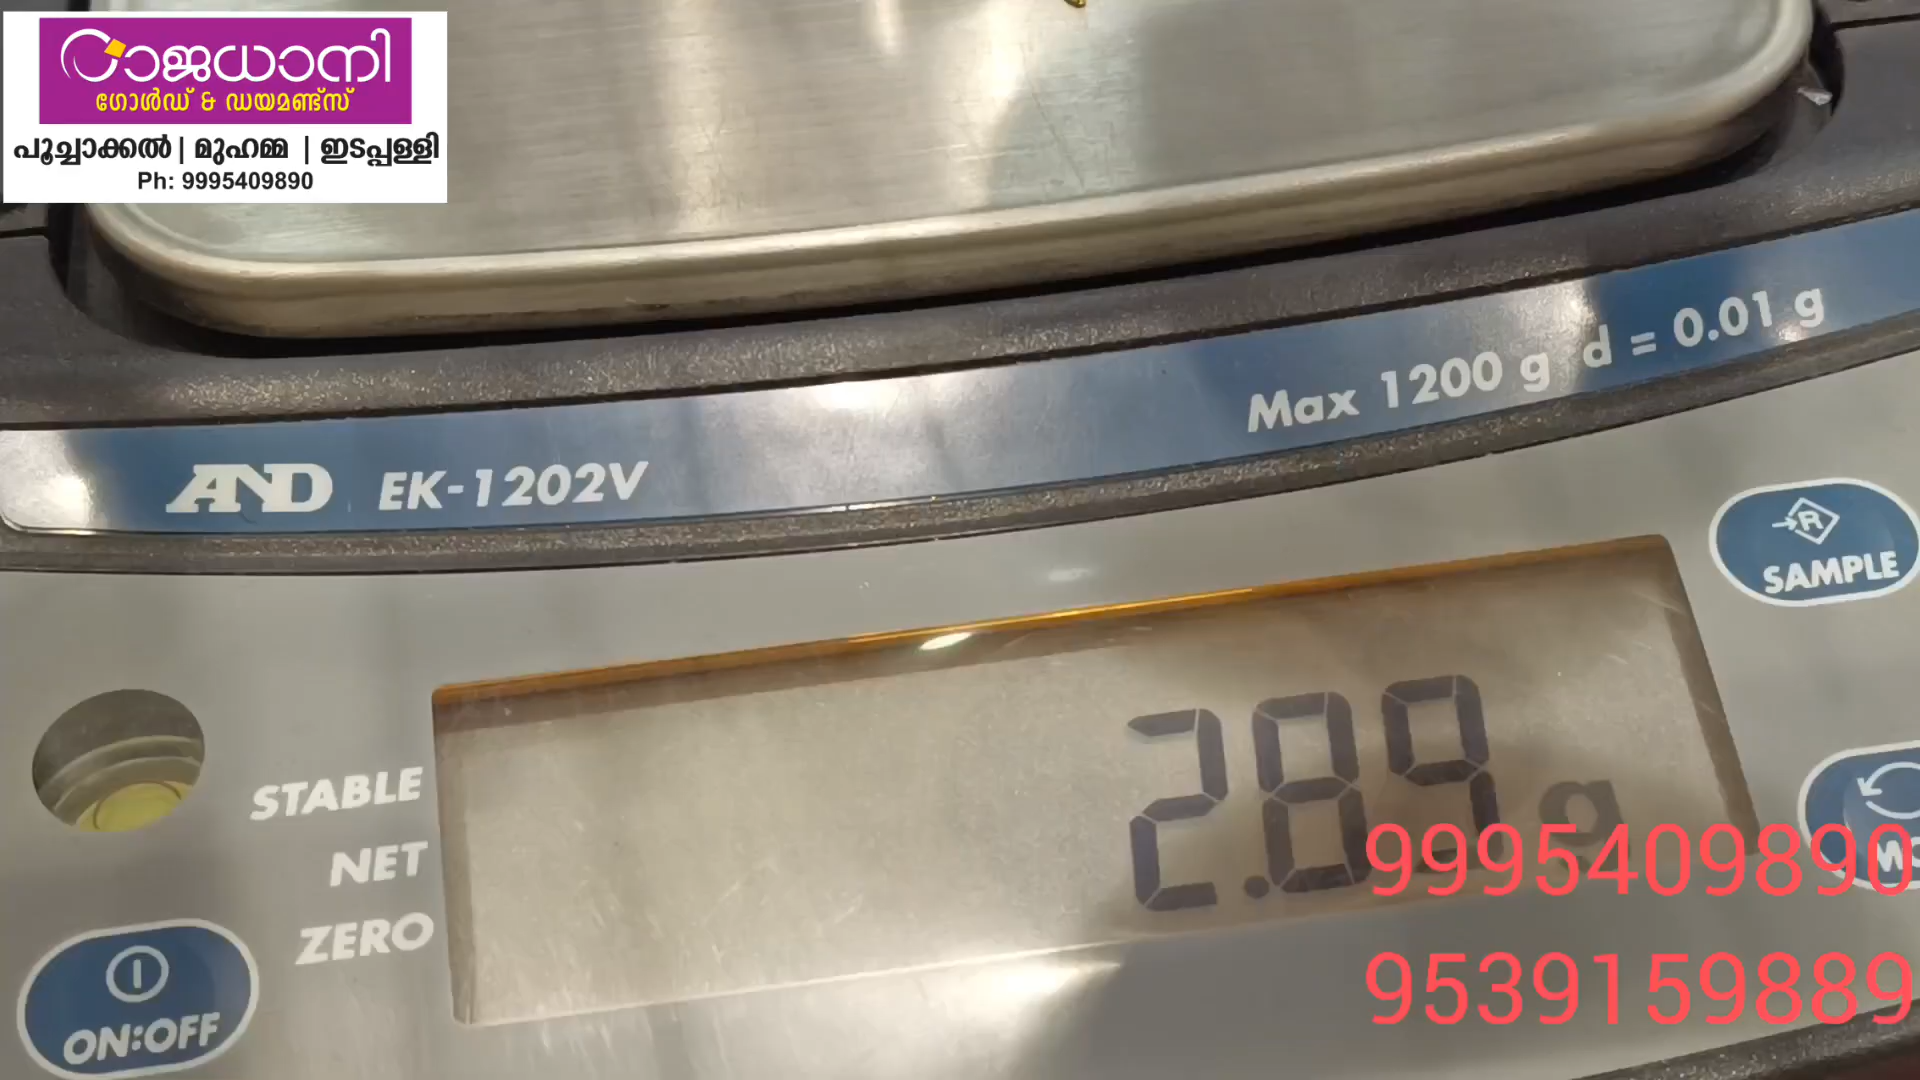 രാജധാനി
ഗോൾഡ് & ഡയമണ്ട്സ്
പൂച്ചാക്കൽ | മുഹമ്മ | ഇടപ്പള്ളി
Ph: 9995409890
Max 1200 g d = 0.01 g
AND EK-1202V
R
SAMPLE
2.89 g
STABLE
NET
ZERO
ON:OFF
9995409890
9539159889